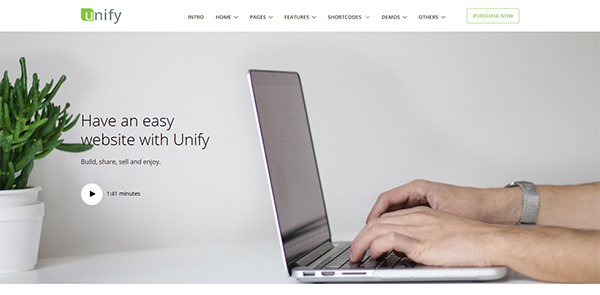 unify
INTRO HOME PAGES FEATURES SHORTCODES DEMOS OTHERS PURCHASE NOW
Have an easy
website with Unify
Build, share, sell and enjoy.
1:41 minutes